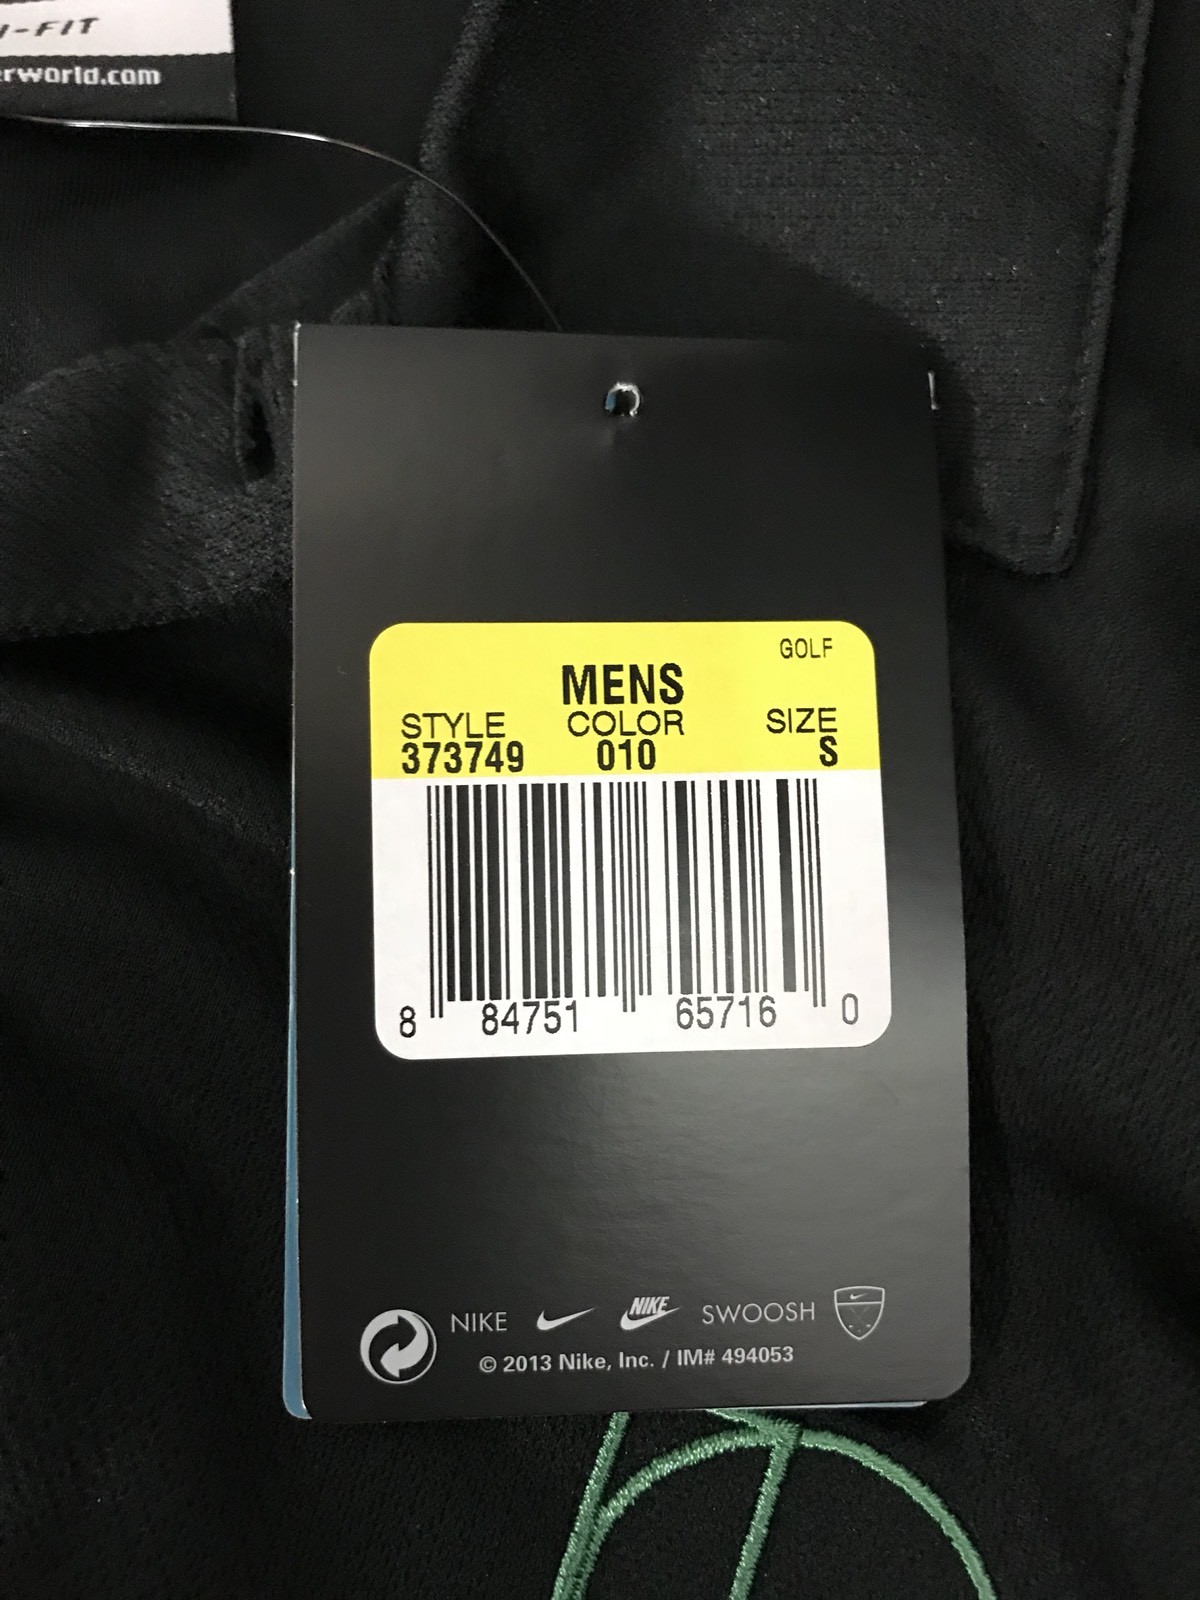 -FIT
rworld.com
GOLF
MENS
STYLE COLOR SIZE
373749 010 S
8 84751 65716 0
NIKE NIKE SWOOSH
© 2013 Nike, Inc. / IM# 494053